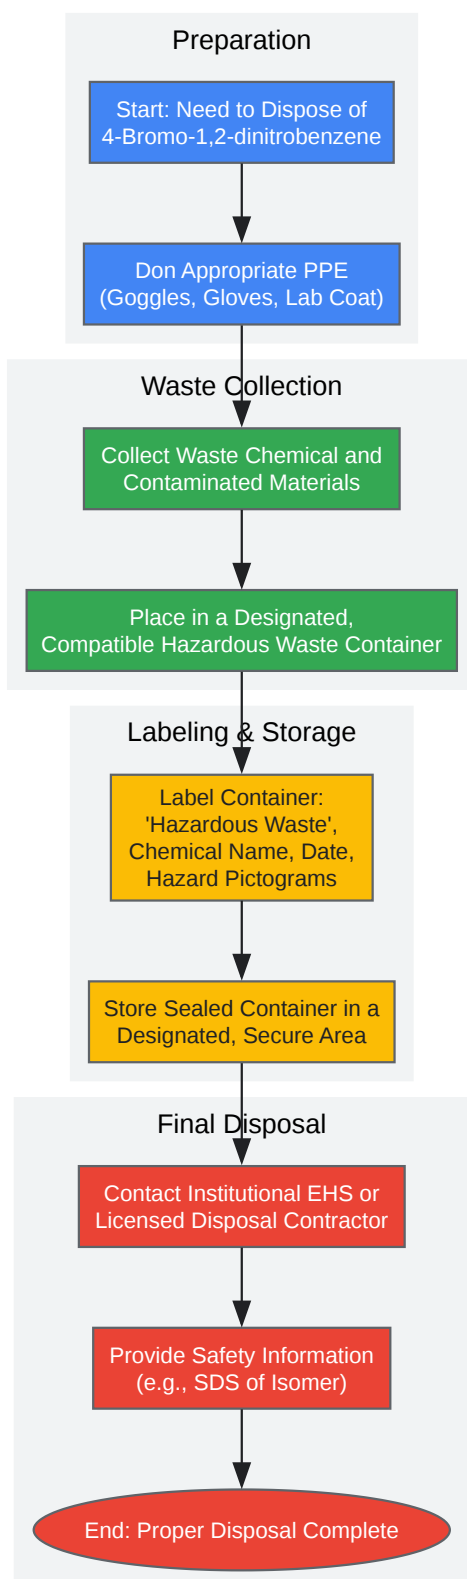 Preparation
Start: Need to Dispose of
4-Bromo-1,2-dinitrobenzene
Don Appropriate PPE
(Goggles, Gloves, Lab Coat)
Waste Collection
Collect Waste Chemical and
Contaminated Materials
Place in a Designated,
Compatible Hazardous Waste Container
Labeling & Storage
Label Container:
'Hazardous Waste',
Chemical Name, Date,
Hazard Pictograms
Store Sealed Container in a
Designated, Secure Area
Final Disposal
Contact Institutional EHS or
Licensed Disposal Contractor
Provide Safety Information
(e.g., SDS of Isomer)
End: Proper Disposal Complete